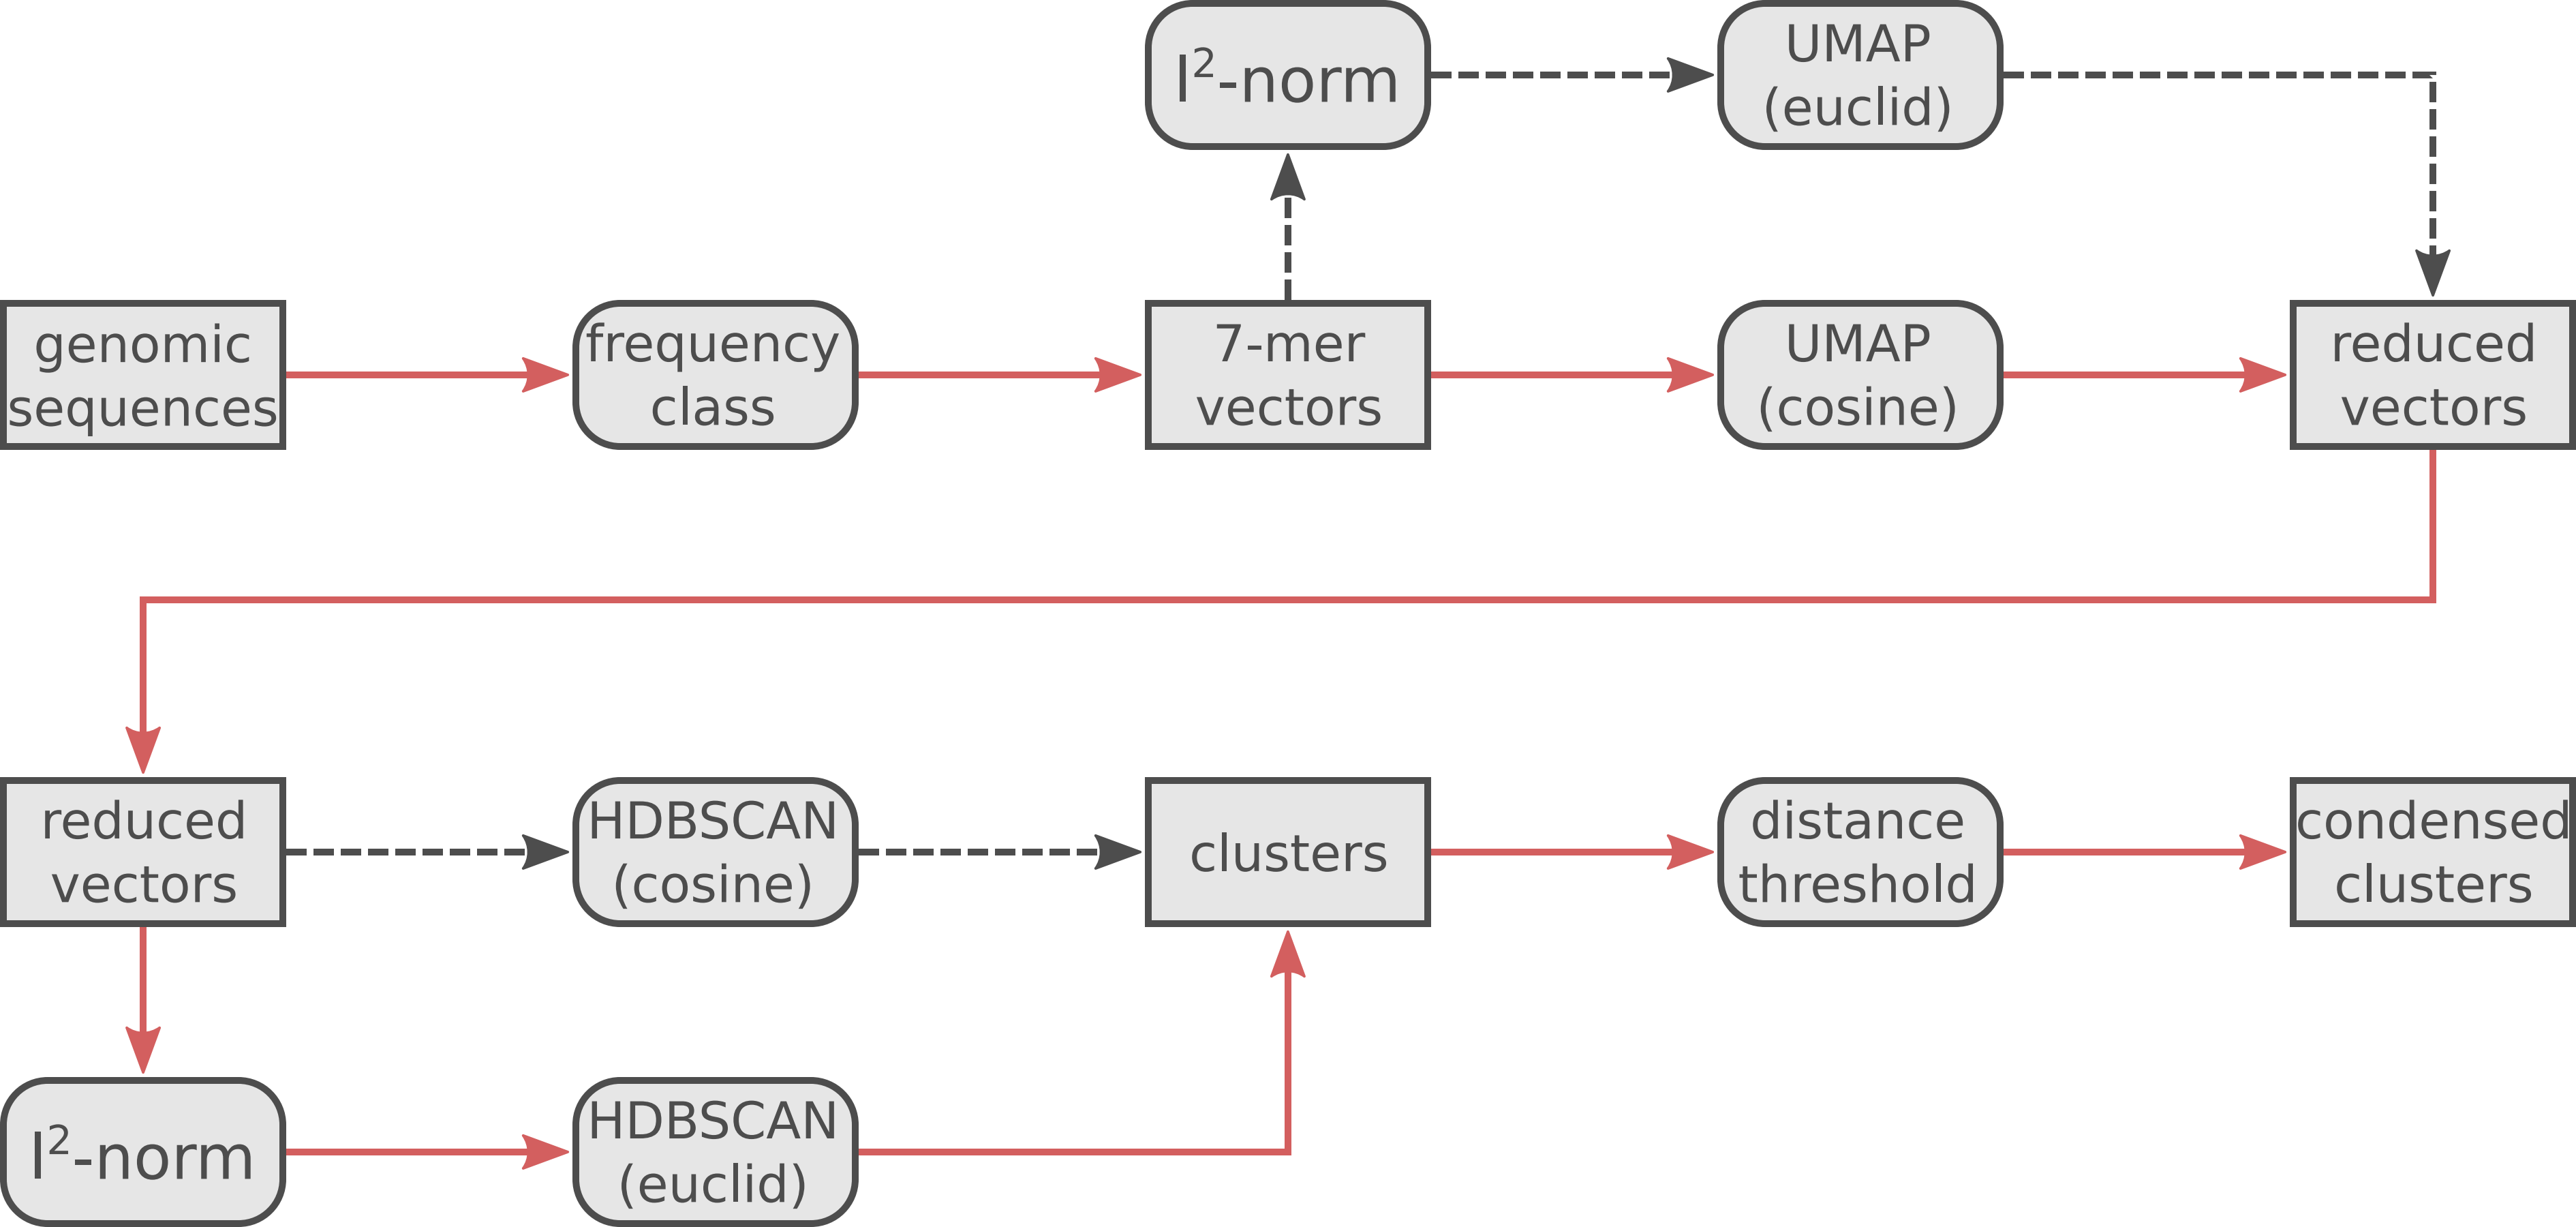 l²-norm
UMAP
(euclid)
genomic
sequences
frequency
class
7-mer
vectors
UMAP
(cosine)
reduced
vectors
reduced
vectors
HDBSCAN
(cosine)
clusters
distance
threshold
condensed
clusters
l²-norm
HDBSCAN
(euclid)